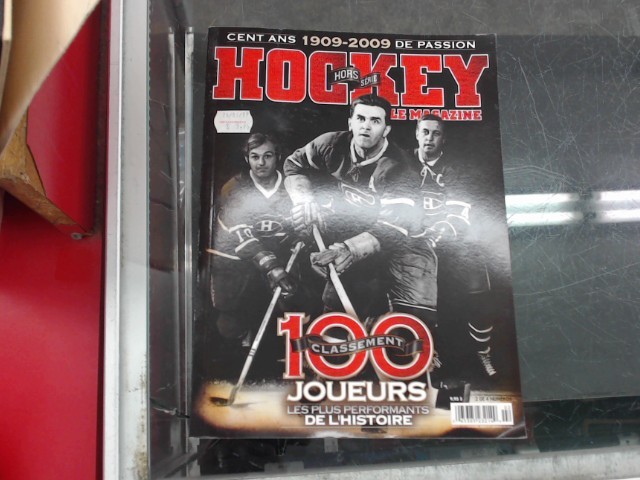 CENT ANS 1909-2009 DE PASSION
HOCKEY
HORS
SÉRIE
LE MAGAZINE
10
100
CLASSEMENT
JOUEURS
LES PLUS PERFORMANTS
DE L'HISTOIRE